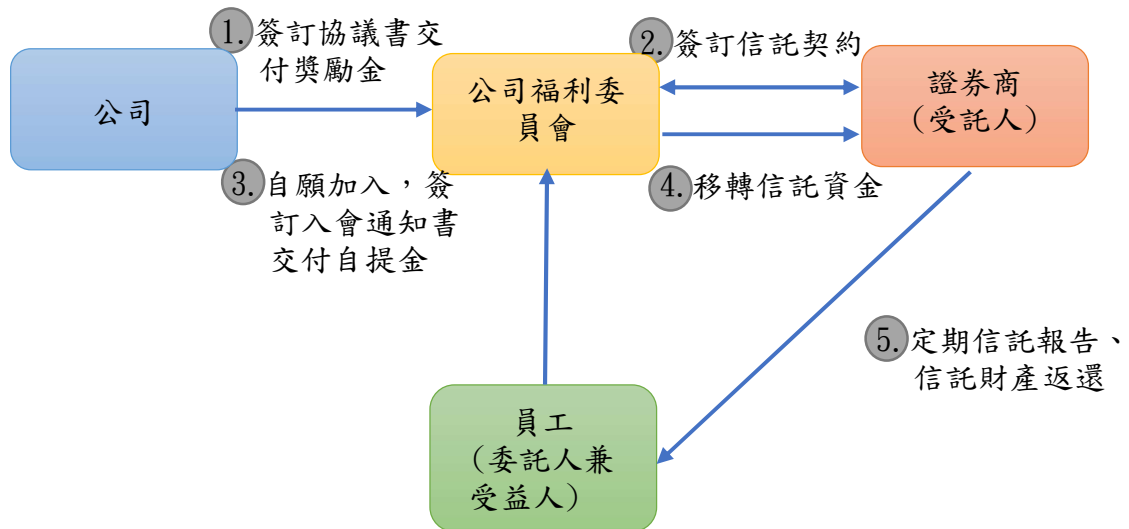 1. 簽訂協議書交
付獎勵金
2. 簽訂信託契約
公司
公司福利委
員會
證券商
（受託人）
3. 自願加入，簽
訂入會通知書
交付自提金
4. 移轉信託資金
5. 定期信託報告、
信託財產返還
員工
（委託人兼
受益人）